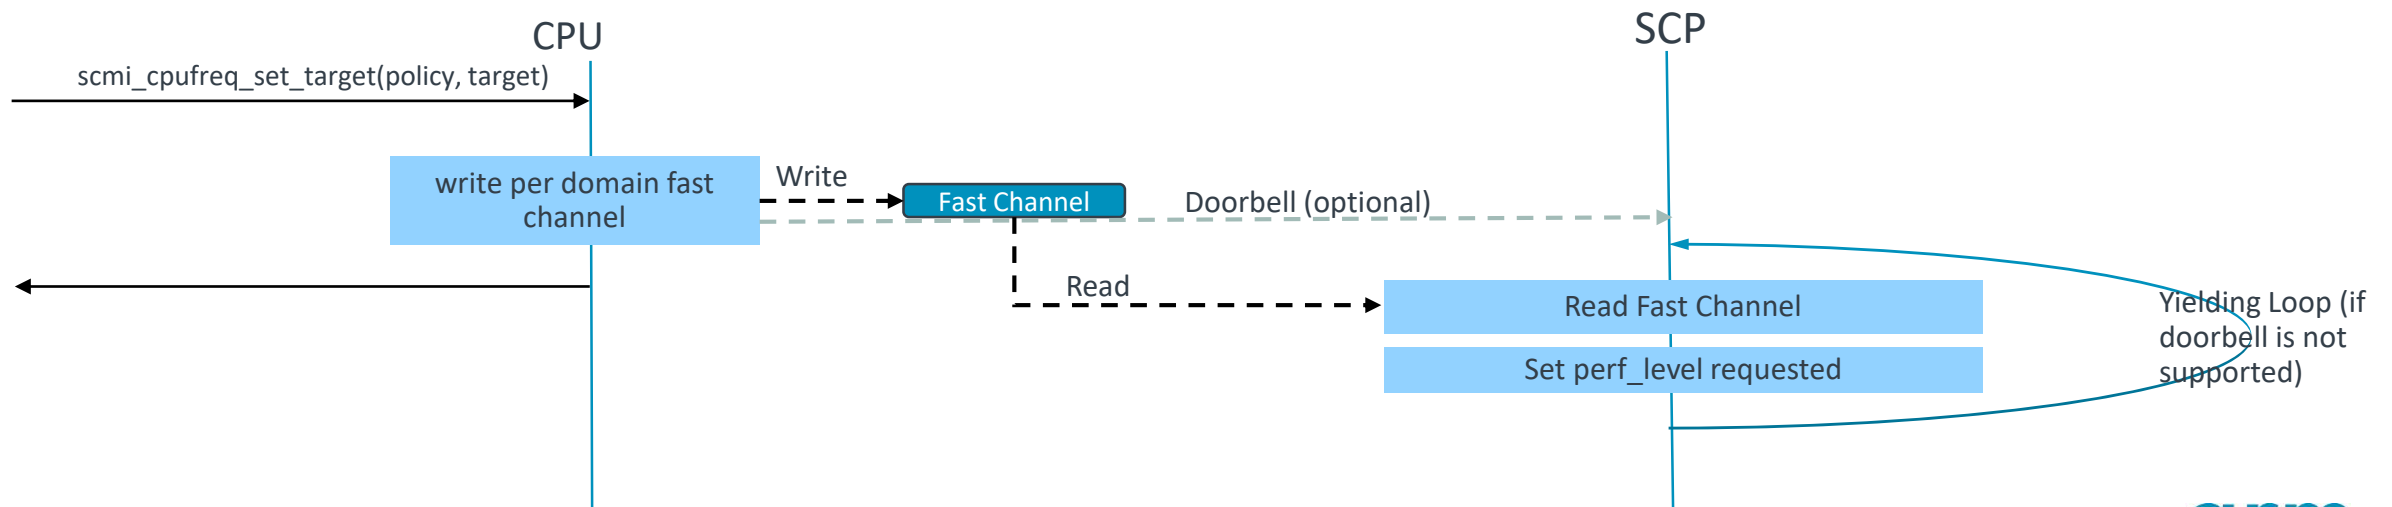 CPU
SCP
scmi_cpufreq_set_target(policy, target)
write per domain fast
channel
Write
Fast Channel
Doorbell (optional)
Read
Read Fast Channel
Set perf_level requested
Yielding Loop (if
doorbell is not
supported)